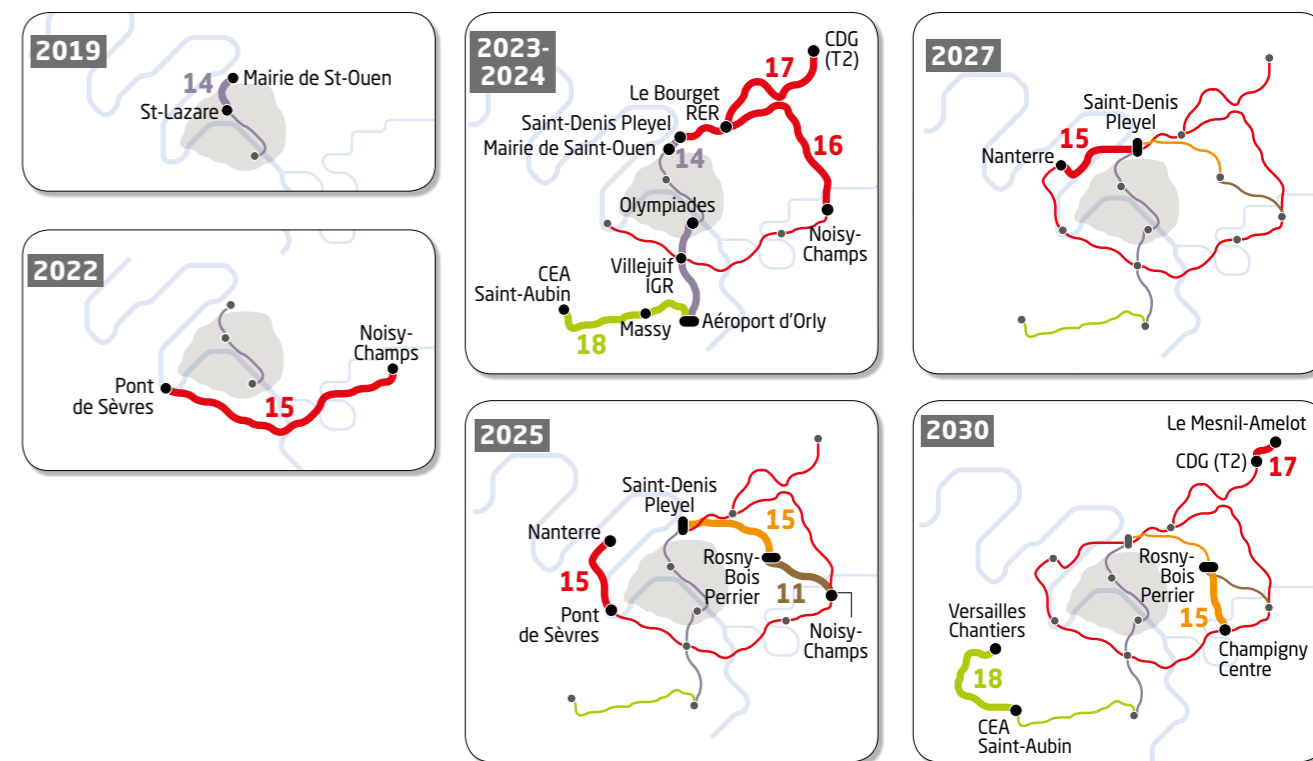 2019
14
Mairie de St-Ouen
St-Lazare
2022
Noisy-
Champs
Pont
de Sèvres
15
2023-
2024
CDG
(T2)
17
Le Bourget
RER
Saint-Denis Pleyel
Mairie de Saint-Ouen
14
16
Olympiades
Noisy-
Champs
Villejuif
IGR
CEA
Saint-Aubin
Massy
Aéroport d'Orly
18
2025
Saint-Denis
Pleyel
15
Nanterre
Rosny-
Bois
Perrier
15
11
Pont
de Sèvres
Noisy-
Champs
2027
Saint-Denis
Pleyel
15
Nanterre
2030
Le Mesnil-Amelot
CDG (T2)
17
Rosny-
Bois
Perrier
15
Versailles
Chantiers
Champigny
Centre
18
CEA
Saint-Aubin